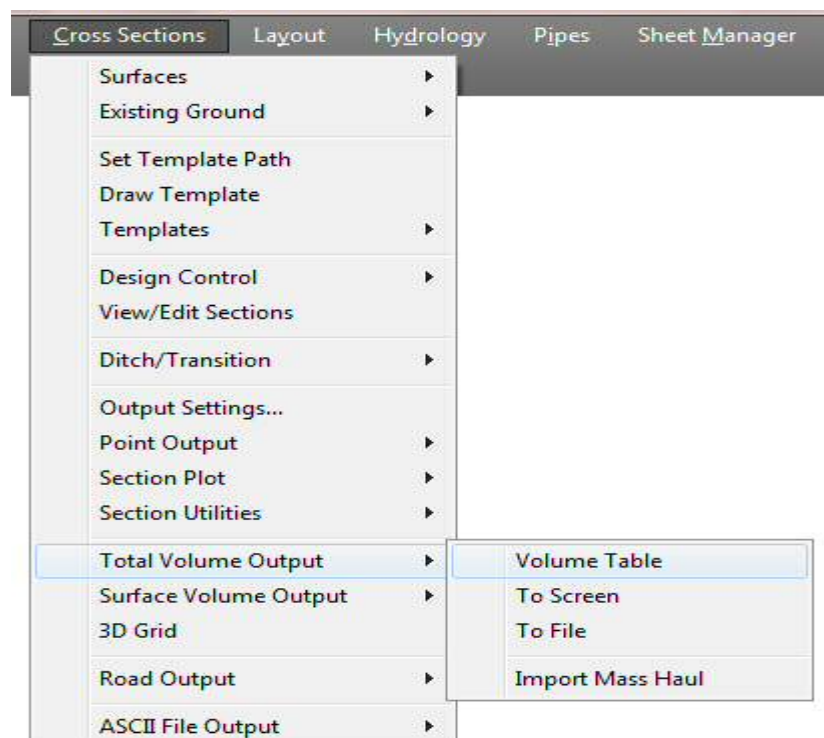 Cross Sections Layout Hydrology Pipes Sheet Manager
Surfaces
Existing Ground
Set Template Path
Draw Template
Templates
Design Control
View/Edit Sections
Ditch/Transition
Output Settings...
Point Output
Section Plot
Section Utilities
Total Volume Output
Surface Volume Output
3D Grid
Road Output
ASCII File Output
Volume Table
To Screen
To File
Import Mass Haul